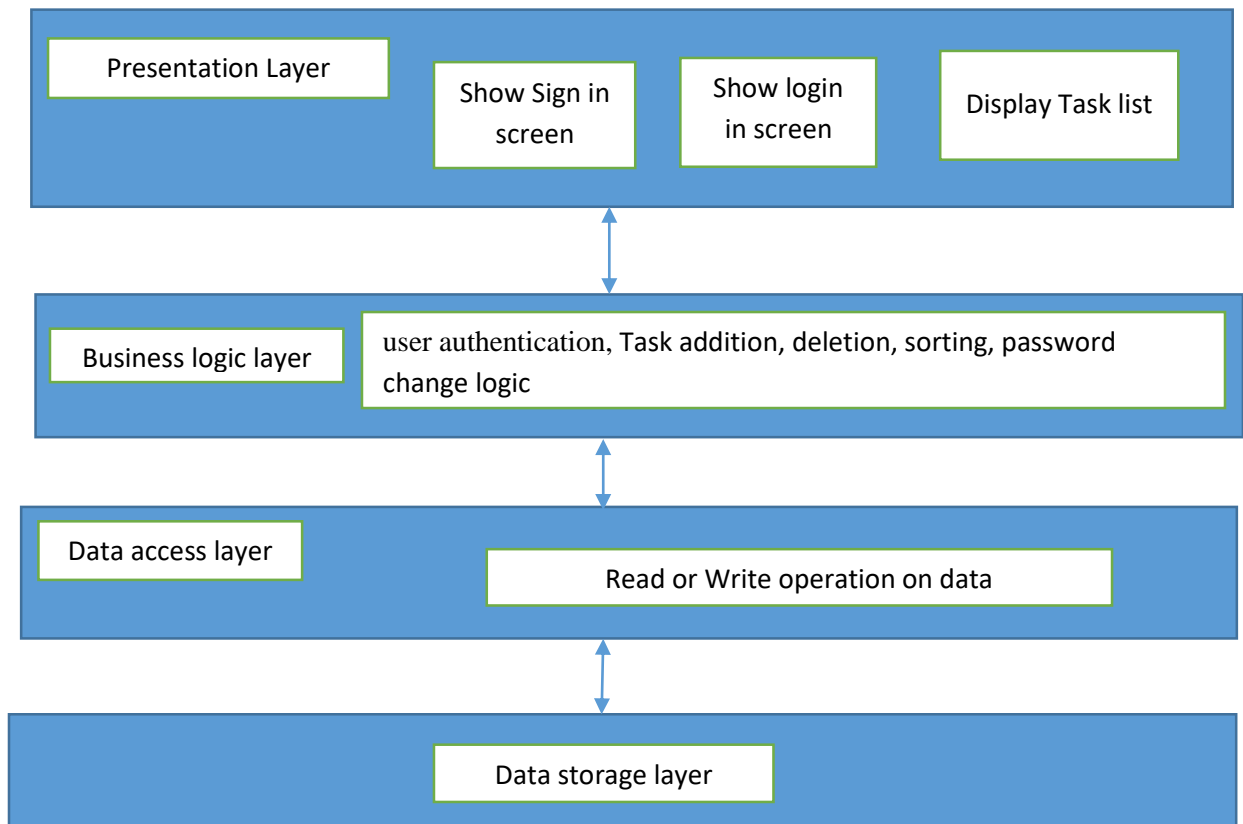 Presentation Layer
Show Sign in
screen
Show login
in screen
Display Task list
Business logic layer
user authentication, Task addition, deletion, sorting, password
change logic
Data access layer
Read or Write operation on data
Data storage layer